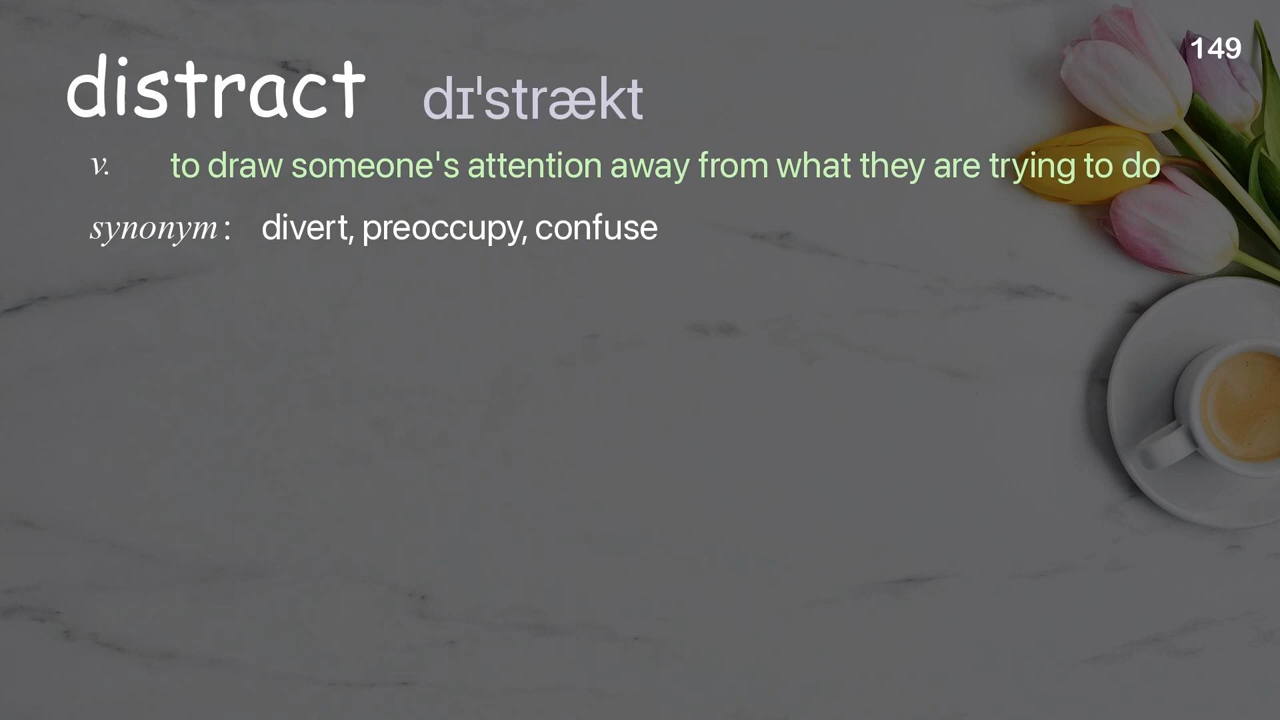 149
distract dɪ'strækt
v. to draw someone's attention away from what they are trying to do
synonym: divert, preoccupy, confuse